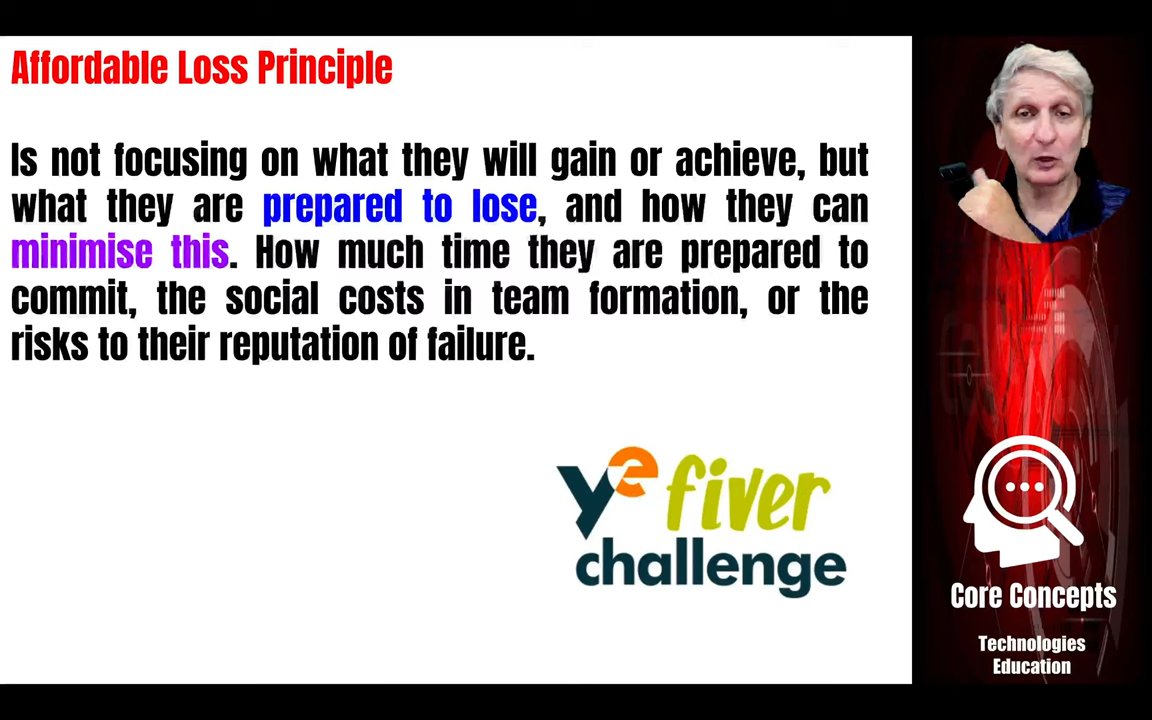 Affordable Loss Principle
Is not focusing on what they will gain or achieve, but
what they are prepared to lose, and how they can
minimise this. How much time they are prepared to
commit, the social costs in team formation, or the
risks to their reputation of failure.
ye fiver
challenge
Core Concepts
Technologies
Education